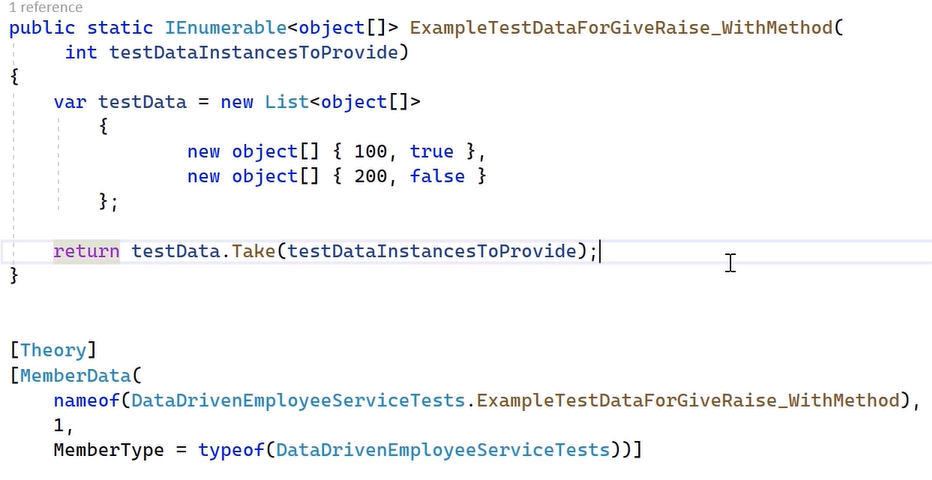 1 reference
public static IEnumerable<object[]> ExampleTestDataForGiveRaise_WithMethod(
int testDataInstancesToProvide)
{
var testData = new List<object[]>
{
new object[] { 100, true },
new object[] { 200, false }
};
return testData.Take(testDataInstancesToProvide);
}
[Theory]
[MemberData(
nameof(DataDrivenEmployeeServiceTests.ExampleTestDataForGiveRaise_WithMethod),
1,
MemberType = typeof(DataDrivenEmployeeServiceTests))]